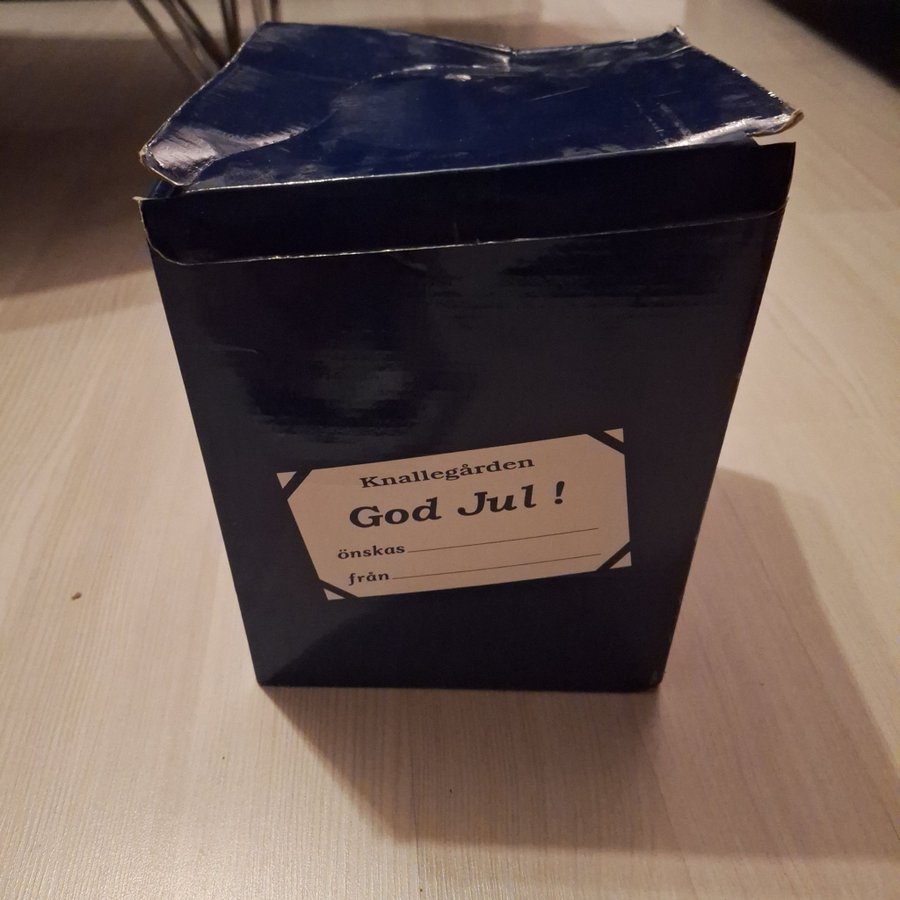 Knallegården
God Jul !
önskas
från